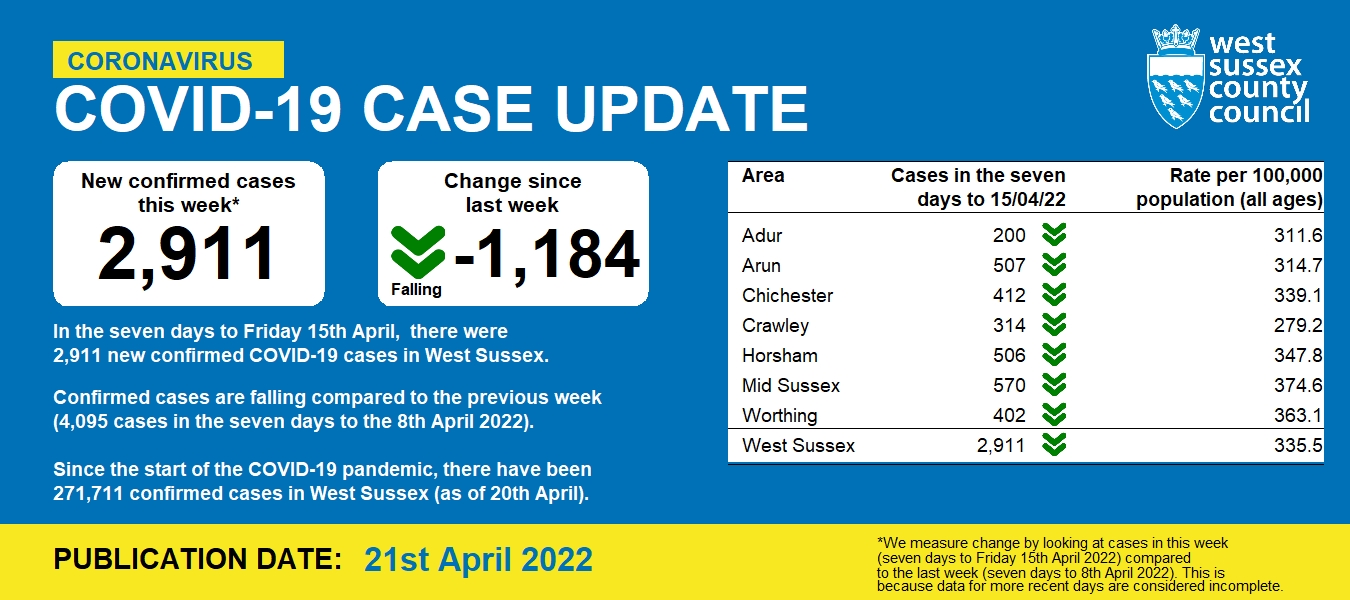 CORONAVIRUS
COVID-19 CASE UPDATE
west
sussex
county
council
New confirmed cases
this week*
2,911
Change since
last week
-1,184
Falling
In the seven days to Friday 15th April,  there were
2,911 new confirmed COVID-19 cases in West Sussex.
Confirmed cases are falling compared to the previous week
(4,095 cases in the seven days to the 8th April 2022).
Since the start of the COVID-19 pandemic, there have been
271,711 confirmed cases in West Sussex (as of 20th April).
Area Cases in the seven Rate per 100,000
days to 15/04/22 population (all ages)
Adur 200 311.6
Arun 507 314.7
Chichester 412 339.1
Crawley 314 279.2
Horsham 506 347.8
Mid Sussex 570 374.6
Worthing 402 363.1
West Sussex 2,911 335.5
PUBLICATION DATE: 21st April 2022
*We measure change by looking at cases in this week
(seven days to Friday 15th April 2022) compared
to the last week (seven days to 8th April 2022). This is
because data for more recent days are considered incomplete.